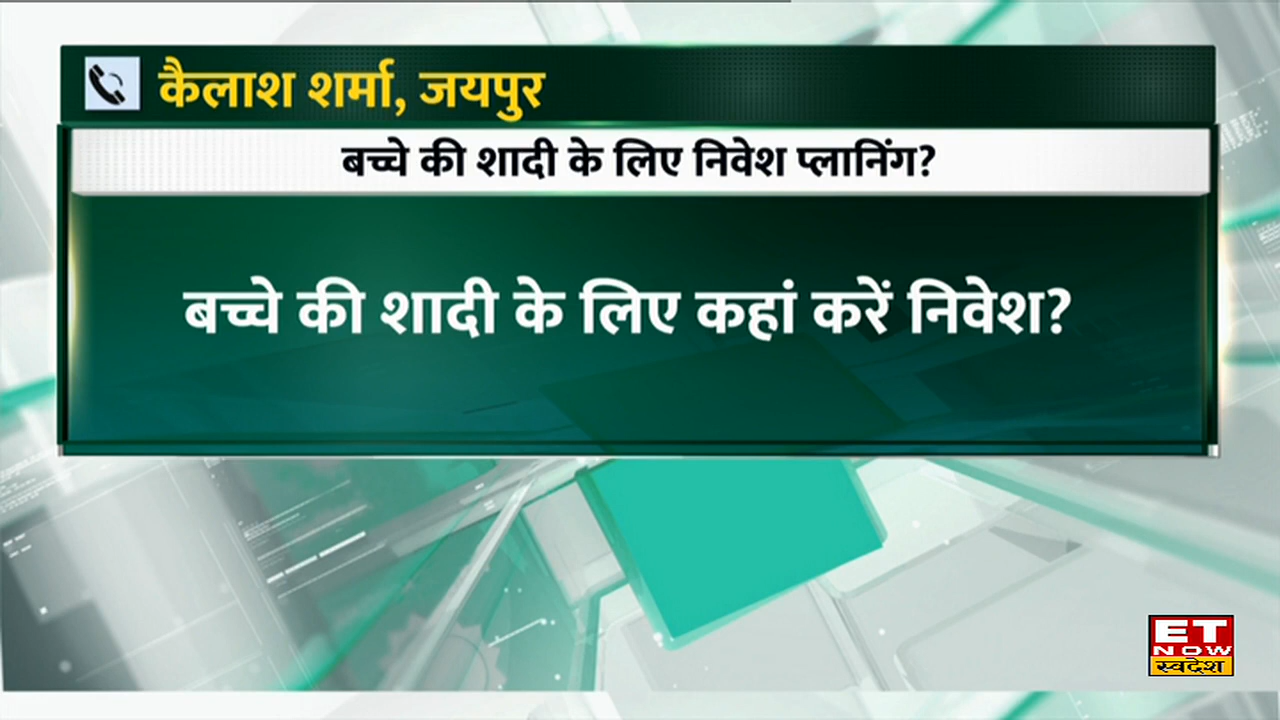 कैलाश शर्मा, जयपुर
बच्चे की शादी के लिए निवेश प्लानिंग?
बच्चे की शादी के लिए कहां करें निवेश?
ET
NOW
स्वदेश